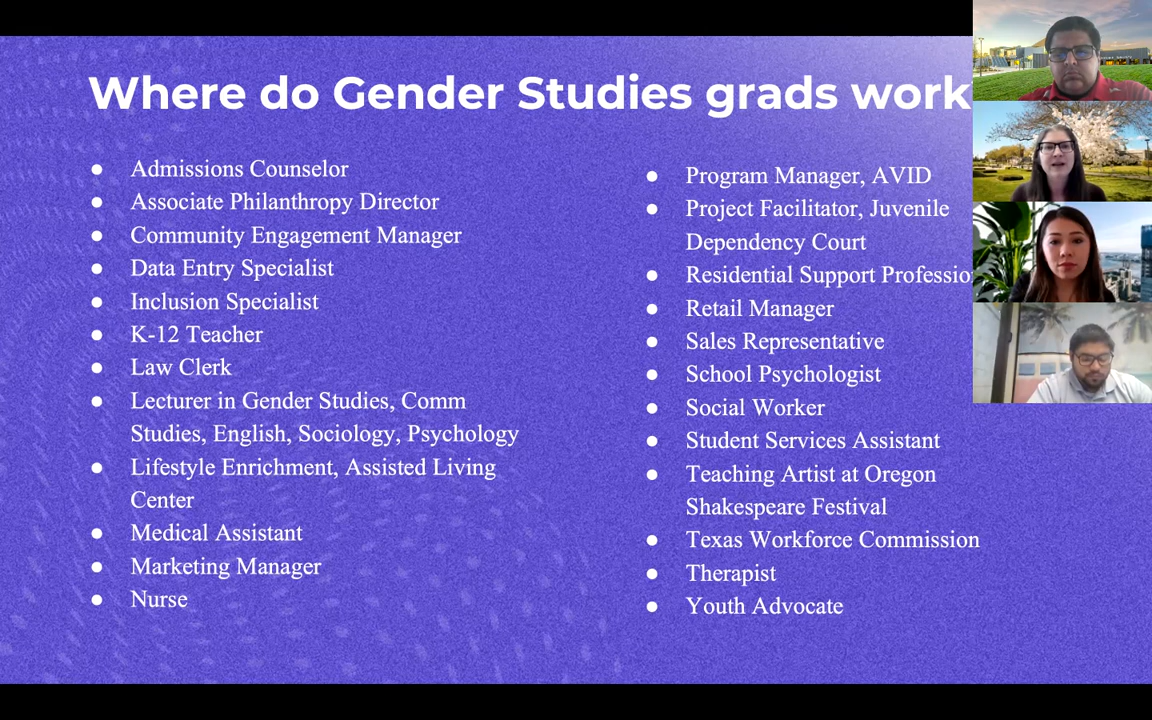 Where do Gender Studies grads work
● Admissions Counselor
● Associate Philanthropy Director
● Community Engagement Manager
● Data Entry Specialist
● Inclusion Specialist
● K-12 Teacher
● Law Clerk
● Lecturer in Gender Studies, Comm
Studies, English, Sociology, Psychology
● Lifestyle Enrichment, Assisted Living
Center
● Medical Assistant
● Marketing Manager
● Nurse
● Program Manager, AVID
● Project Facilitator, Juvenile
Dependency Court
● Residential Support Professio
● Retail Manager
● Sales Representative
● School Psychologist
● Social Worker
● Student Services Assistant
● Teaching Artist at Oregon
Shakespeare Festival
● Texas Workforce Commission
● Therapist
● Youth Advocate